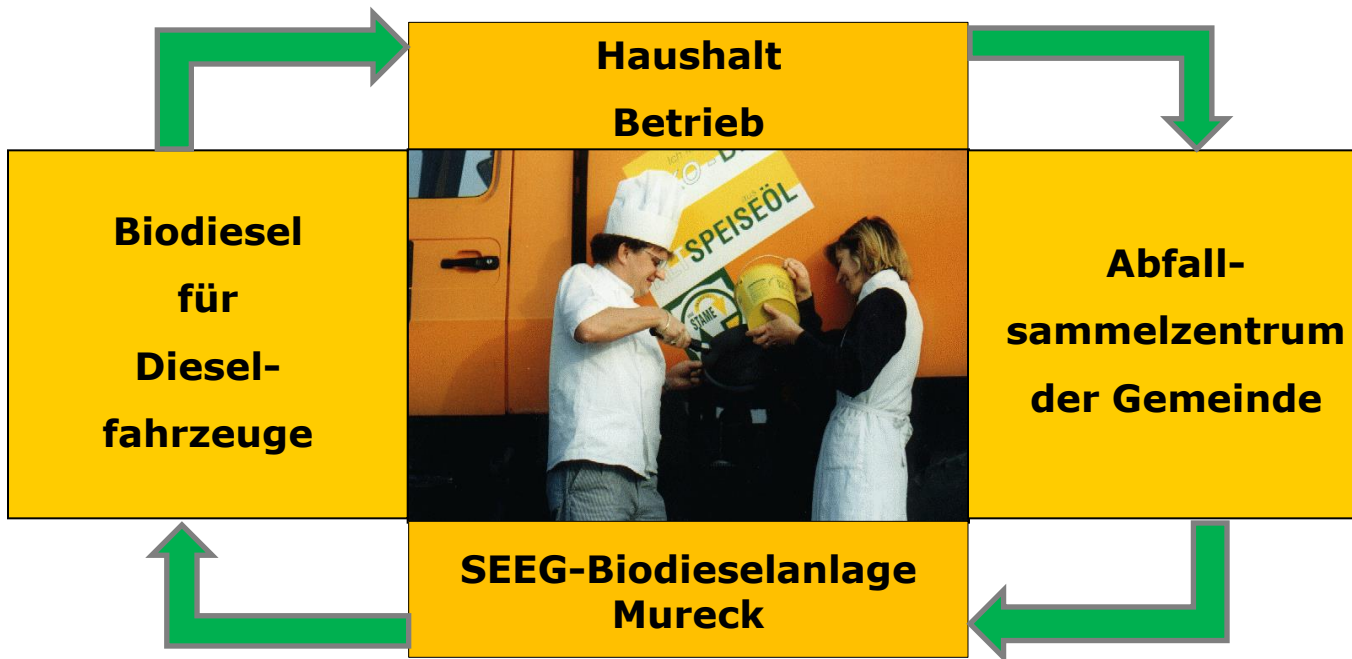 Haushalt
Betrieb
Biodiesel
für
Diesel-
fahrzeuge
SPEISEÖL
STAME
Abfall-
sammelzentrum
der Gemeinde
SEEG-Biodieselanlage
Mureck